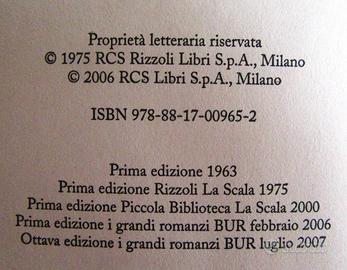 Proprietà letteraria riservata
© 1975 RCS Rizzoli Libri S.p.A., Milano
© 2006 RCS Libri S.p.A., Milano
ISBN 978-88-17-00965-2
Prima edizione 1963
Prima edizione Rizzoli La Scala 1975
Prima edizione Piccola Biblioteca La Scala 2000
Prima edizione i grandi romanzi BUR febbraio 2006
Ottava edizione i grandi romanzi BUR luglio 2007